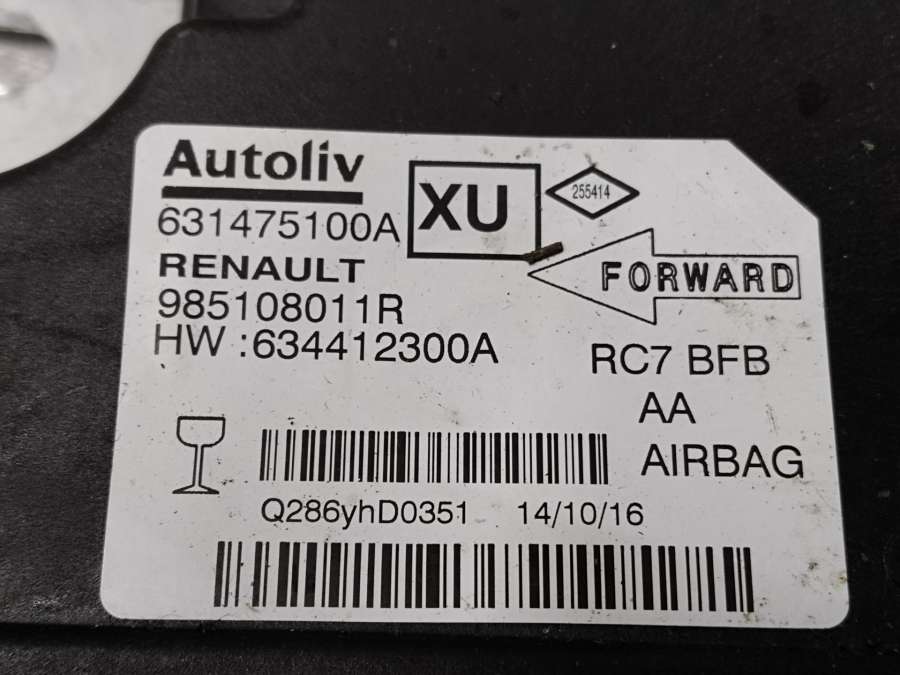 Autoliv
XU
255414
631475100A
RENAULT
FORWARD
985108011R
HW :634412300A
RC7 BFB
AA
AIRBAG
Q286yhD0351 14/10/16